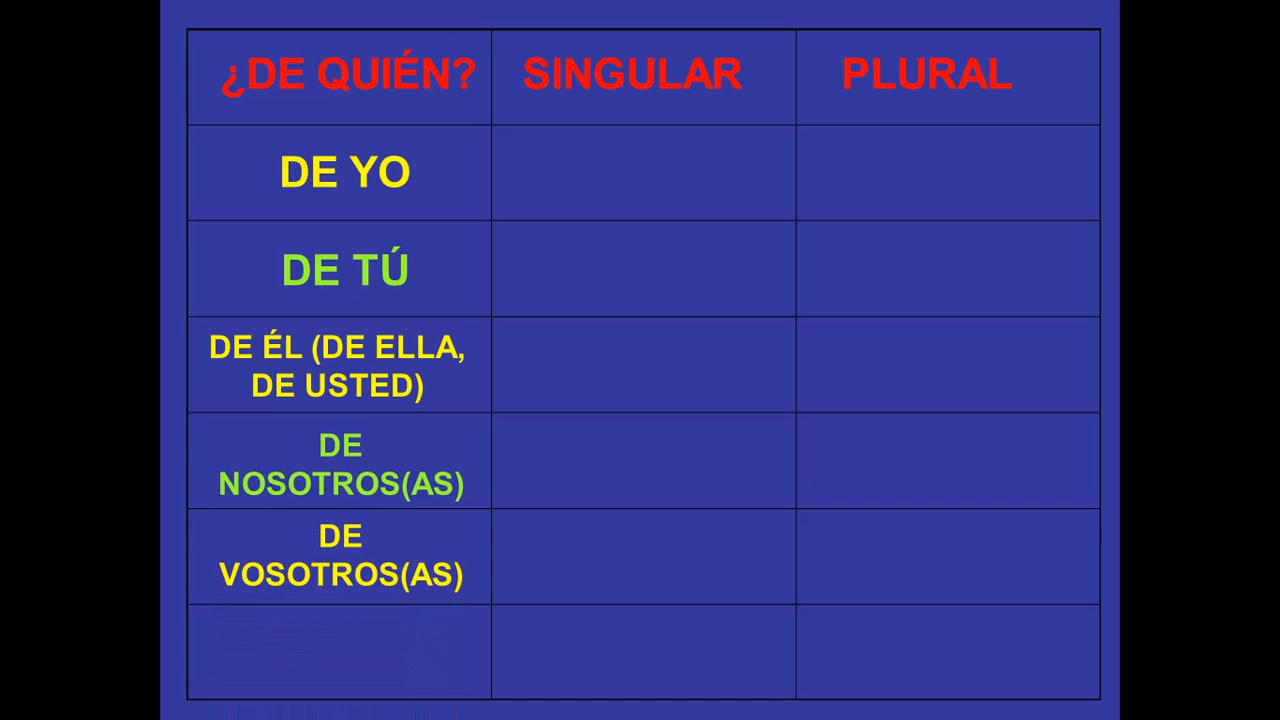 ¿DE QUIÉN? SINGULAR PLURAL
DE YO
DE TÚ
DE ÉL (DE ELLA,
DE USTED)
DE
NOSOTROS(AS)
DE
VOSOTROS(AS)